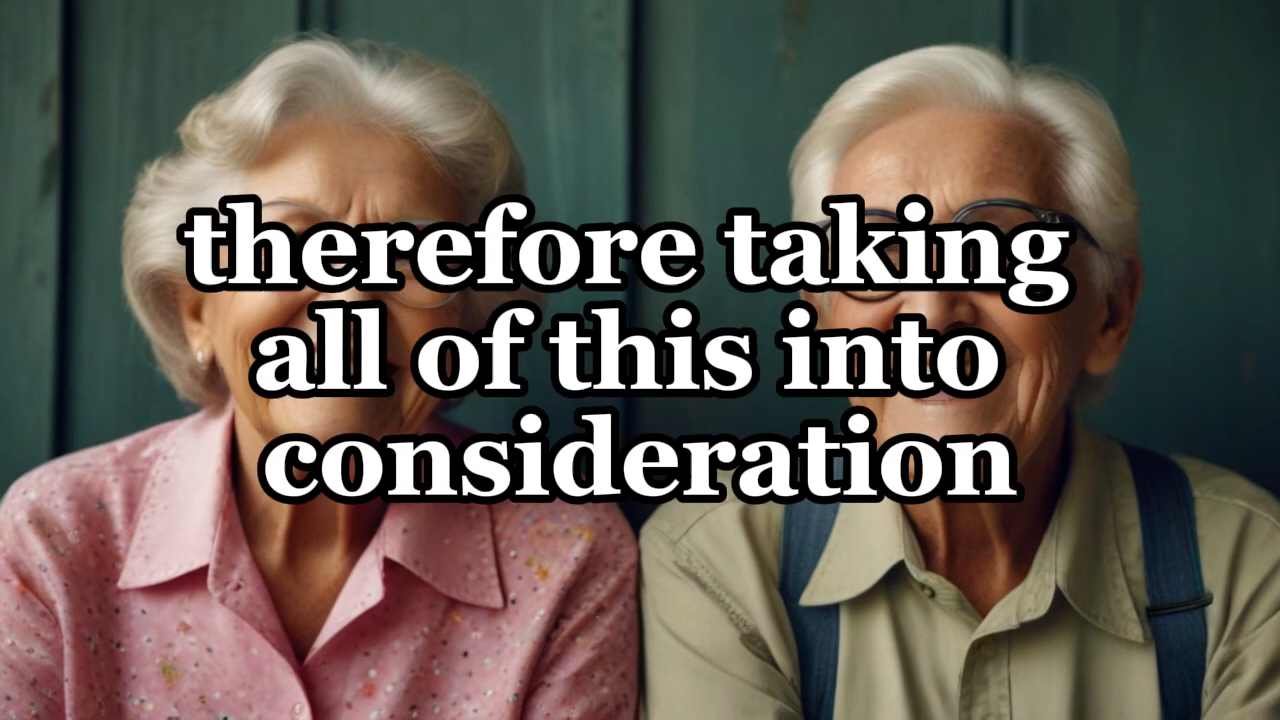 therefore taking
all of this into
consideration